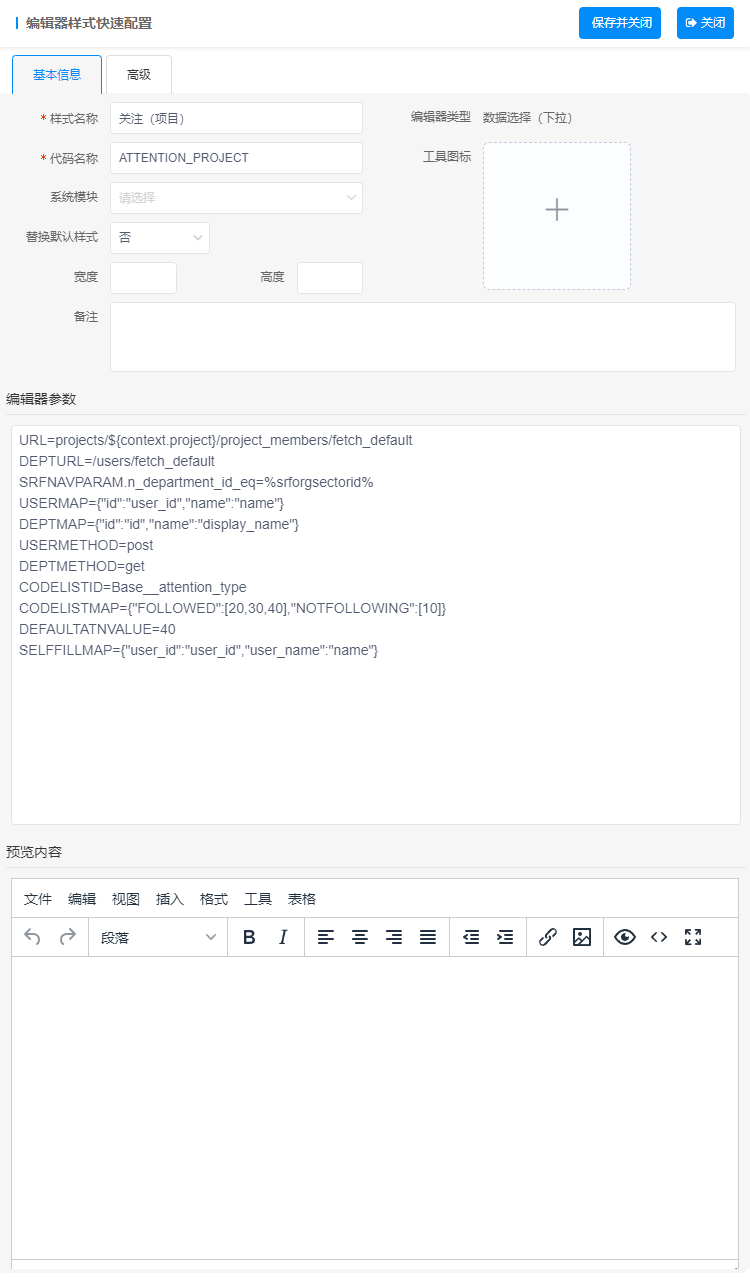 编辑器样式快速配置
保存并关闭
关闭
基本信息
高级
* 样式名称 关注（项目）
编辑器类型 数据选择（下拉）
* 代码名称 ATTENTION_PROJECT
工具图标
系统模块 请选择
替换默认样式 否
宽度
高度
备注
编辑器参数
URL=projects/${context.project}/project_members/fetch_default
DEPTURL=/users/fetch_default
SRFNAVPARAM.n_department_id_eq=%srforgsectorid%
USERMAP={"id":"user_id","name":"name"}
DEPTMAP={"id":"id","name":"display_name"}
USERMETHOD=post
DEPTMETHOD=get
CODELISTID=Base__attention_type
CODELISTMAP={"FOLLOWED":[20,30,40],"NOTFOLLOWING":[10]}
DEFAULTATNVALUE=40
SELFFILLMAP={"user_id":"user_id","user_name":"name"}
预览内容
文件 编辑 视图 插入 格式 工具 表格
段落 B I